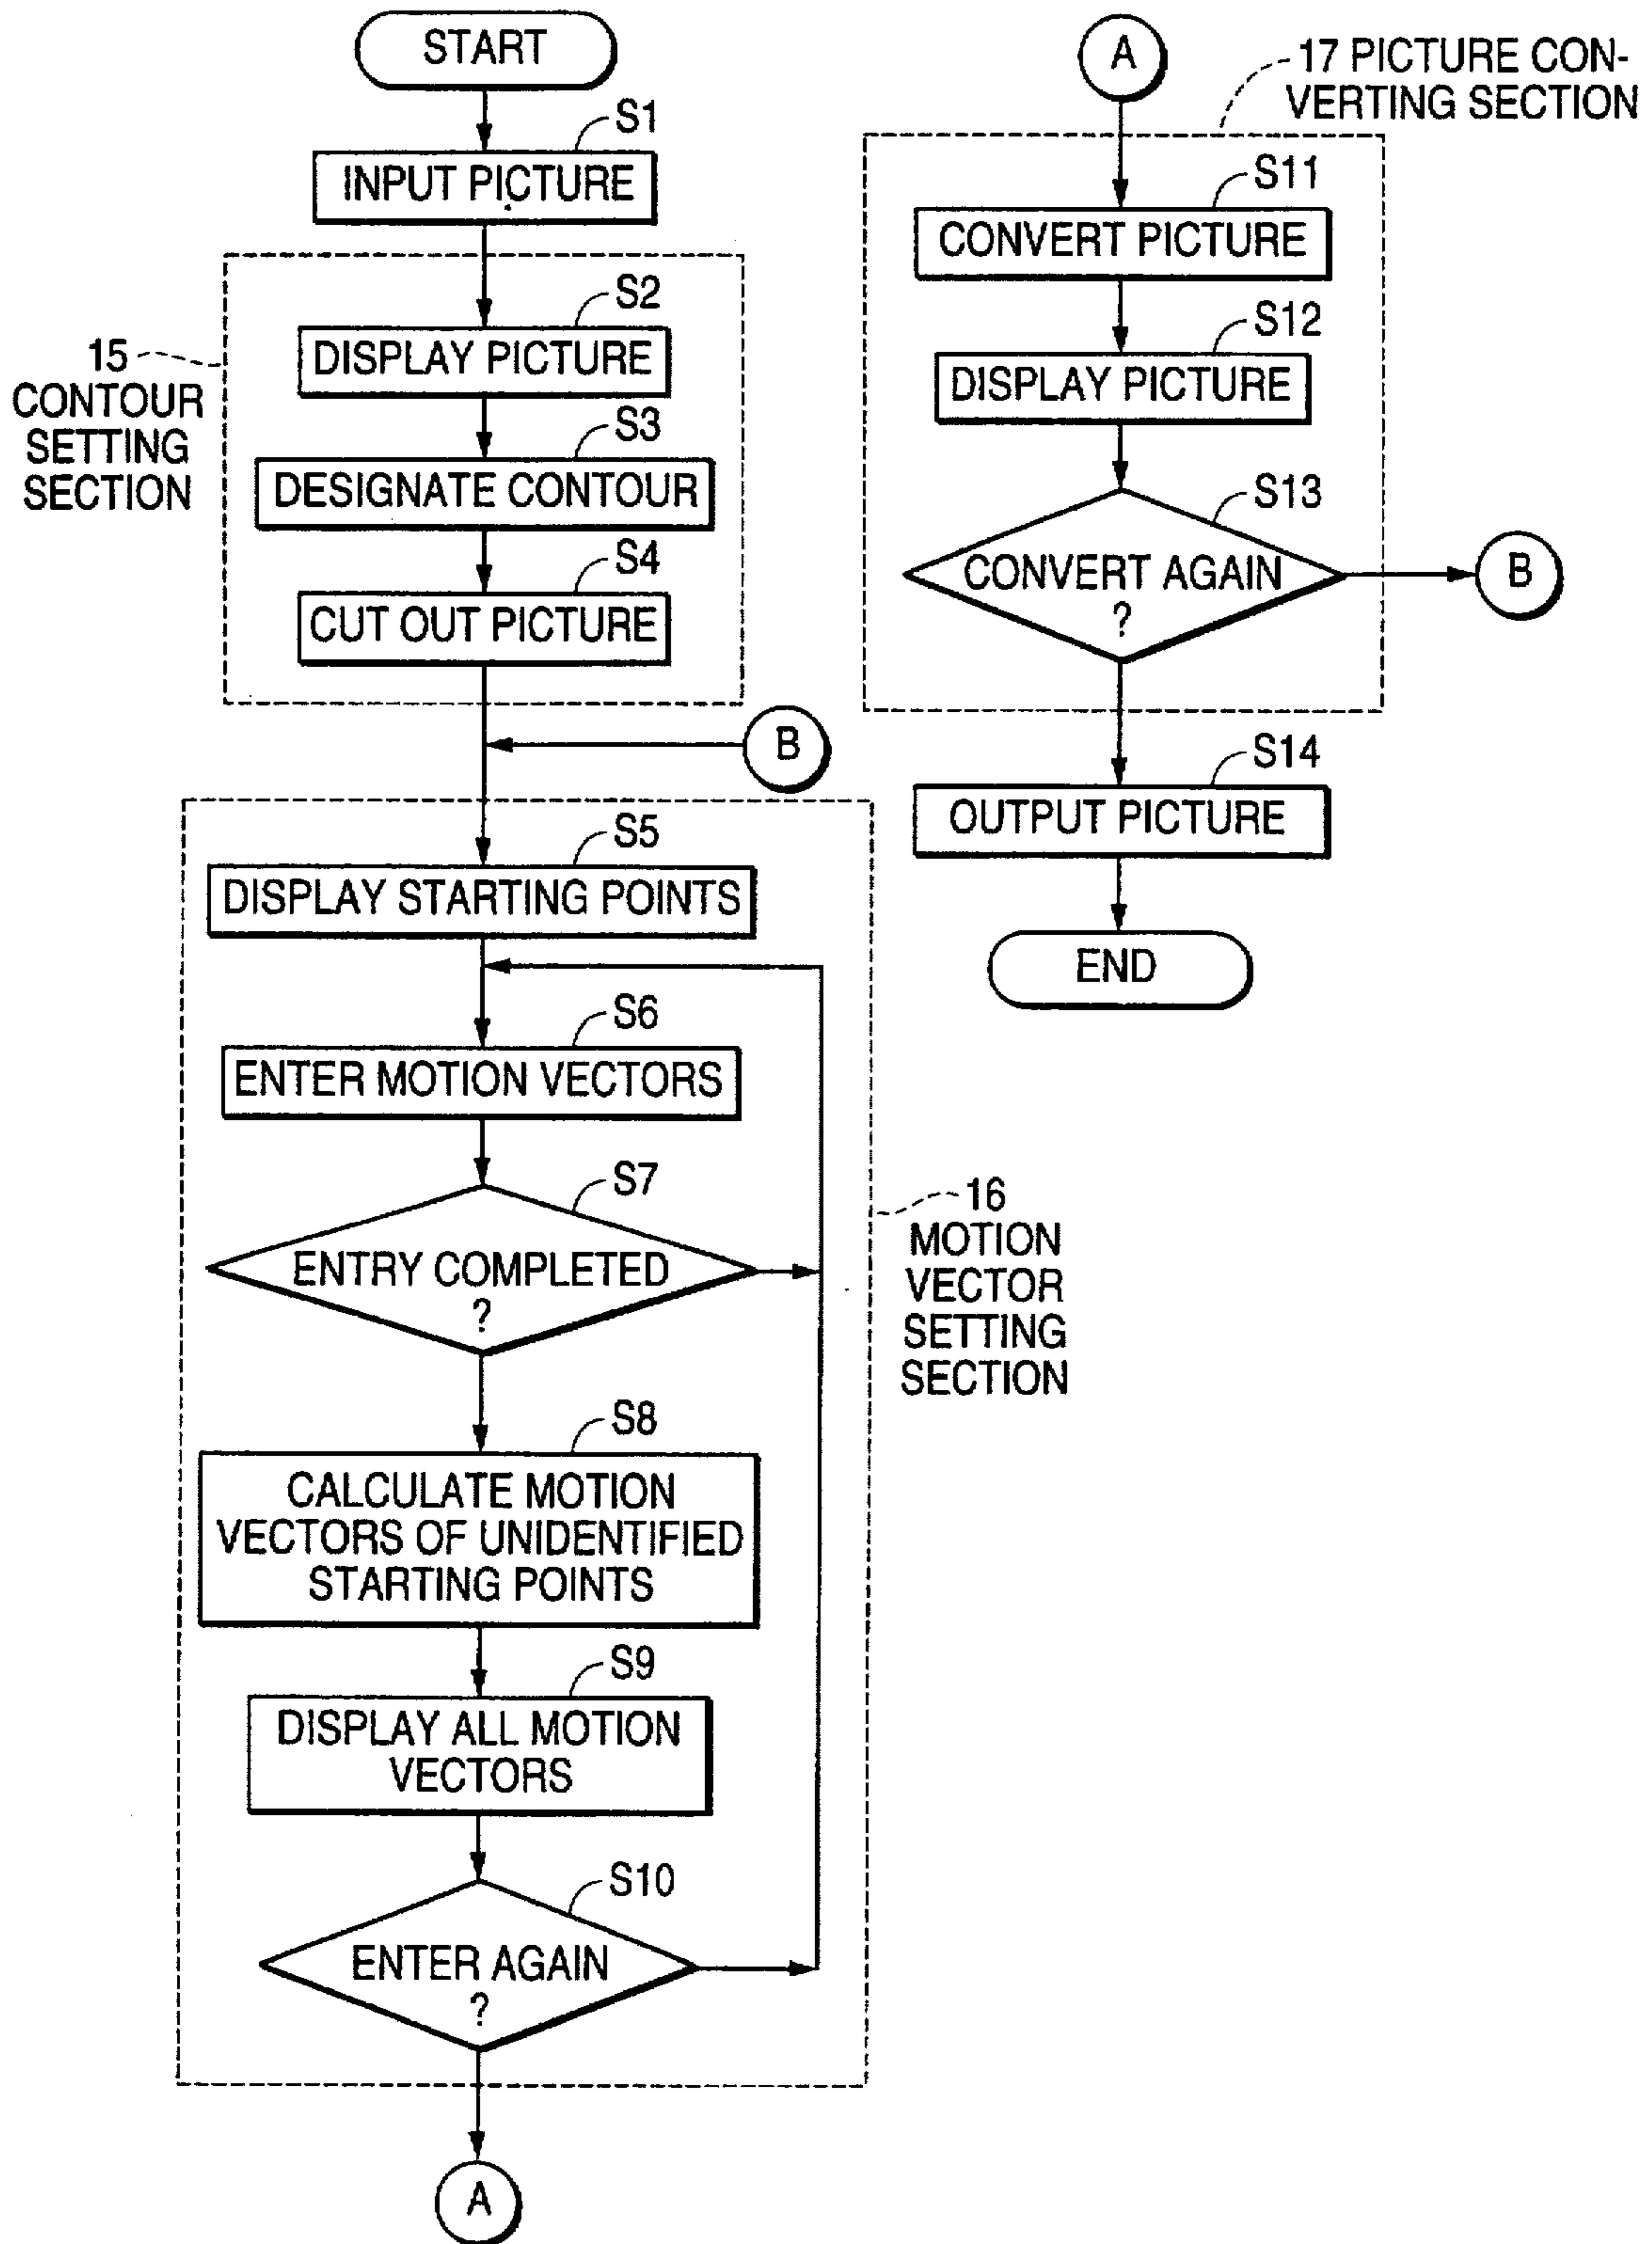 START
S1
INPUT PICTURE
S2
DISPLAY PICTURE
15
CONTOUR
SETTING
SECTION
S3
DESIGNATE CONTOUR
S4
CUT OUT PICTURE
B
S5
DISPLAY STARTING POINTS
S6
ENTER MOTION VECTORS
S7
ENTRY COMPLETED
?
16
MOTION
VECTOR
SETTING
SECTION
S8
CALCULATE MOTION
VECTORS OF UNIDENTIFIED
STARTING POINTS
S9
DISPLAY ALL MOTION
VECTORS
S10
ENTER AGAIN
?
A
A
17 PICTURE CON-
VERTING SECTION
S11
CONVERT PICTURE
S12
DISPLAY PICTURE
S13
CONVERT AGAIN
?
B
S14
OUTPUT PICTURE
END